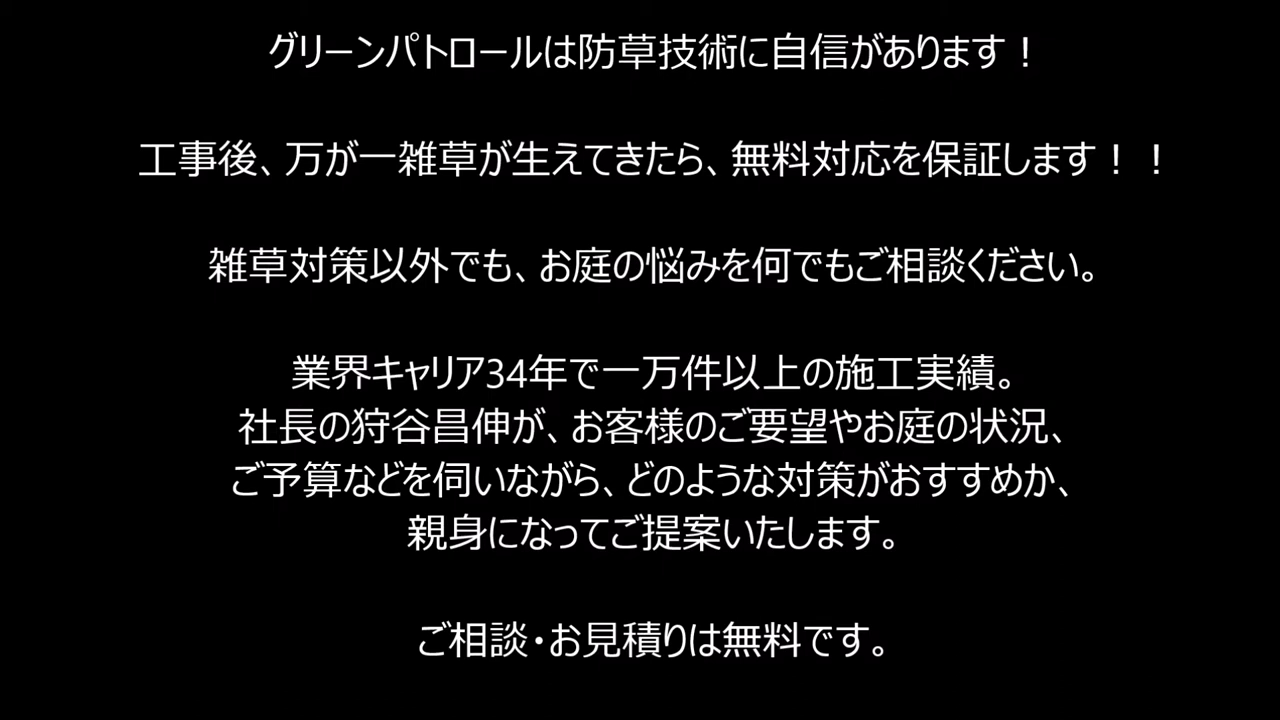 グリーンパトロールは防草技術に自信があります！
工事後、万が一雑草が生えてきたら、無料対応を保証します！！
雑草対策以外でも、お庭の悩みを何でもご相談ください。
業界キャリア34年で一万件以上の施工実績。
社長の狩谷昌伸が、お客様のご要望やお庭の状況、
ご予算などを伺いながら、どのような対策がおすすめか、
親身になってご提案いたします。
ご相談・お見積りは無料です。